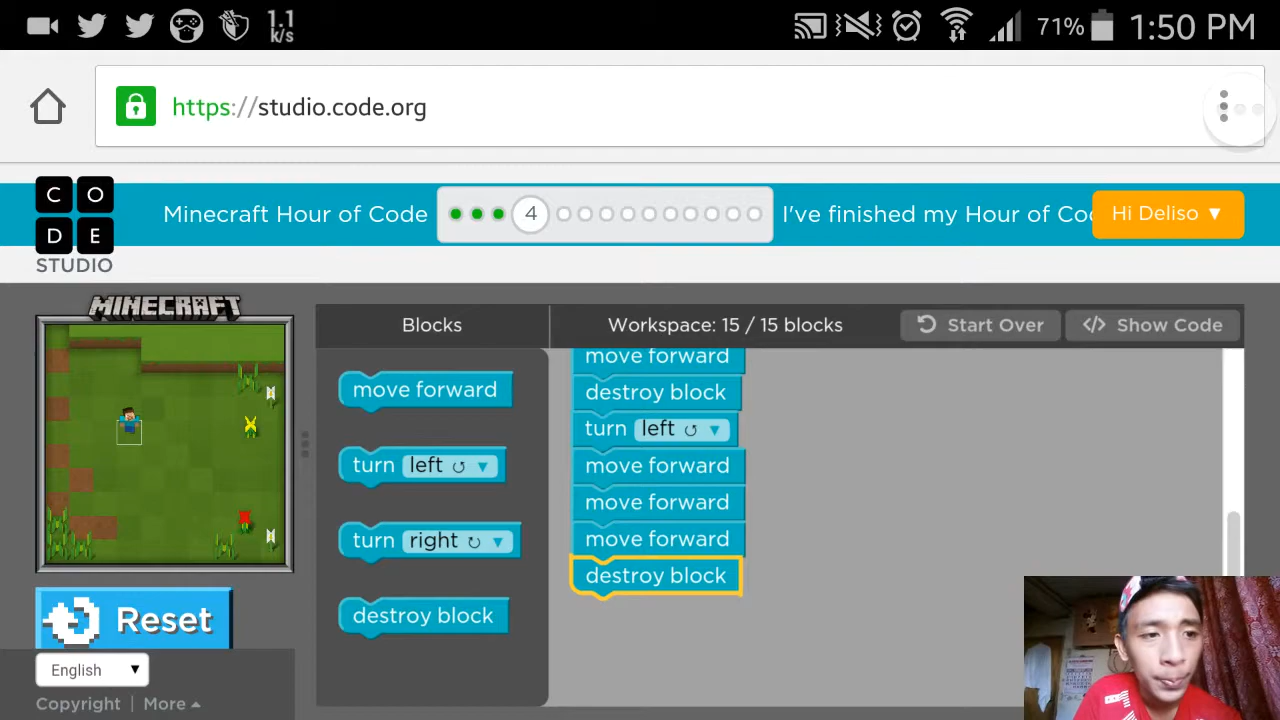 1.1
k/s
71%
1:50 PM
https://studio.code.org
C O
D E
STUDIO
Minecraft Hour of Code
4
I've finished my Hour of Co
Hi Deliso ▼
MINECRAFT
Blocks
Workspace: 15 / 15 blocks
Start Over
</> Show Code
move forward
turn left ↺ ▼
turn right ↻ ▼
destroy block
move forward
destroy block
turn left ↺ ▼
move forward
move forward
move forward
destroy block
Reset
English ▼
Copyright | More